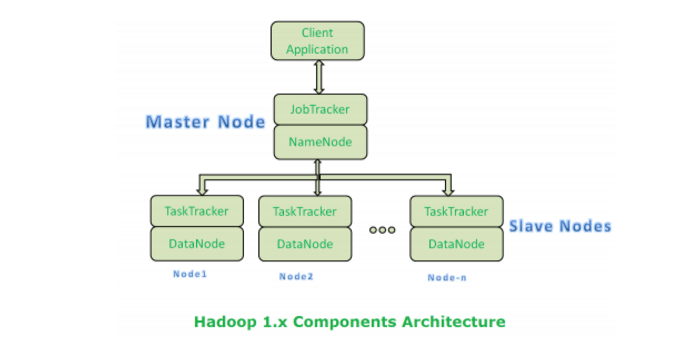 Client
Application
JobTracker
Master Node
NameNode
TaskTracker
TaskTracker
TaskTracker
Slave Nodes
DataNode
DataNode
DataNode
Node1
Node2
Node-n
Hadoop 1.x Components Architecture